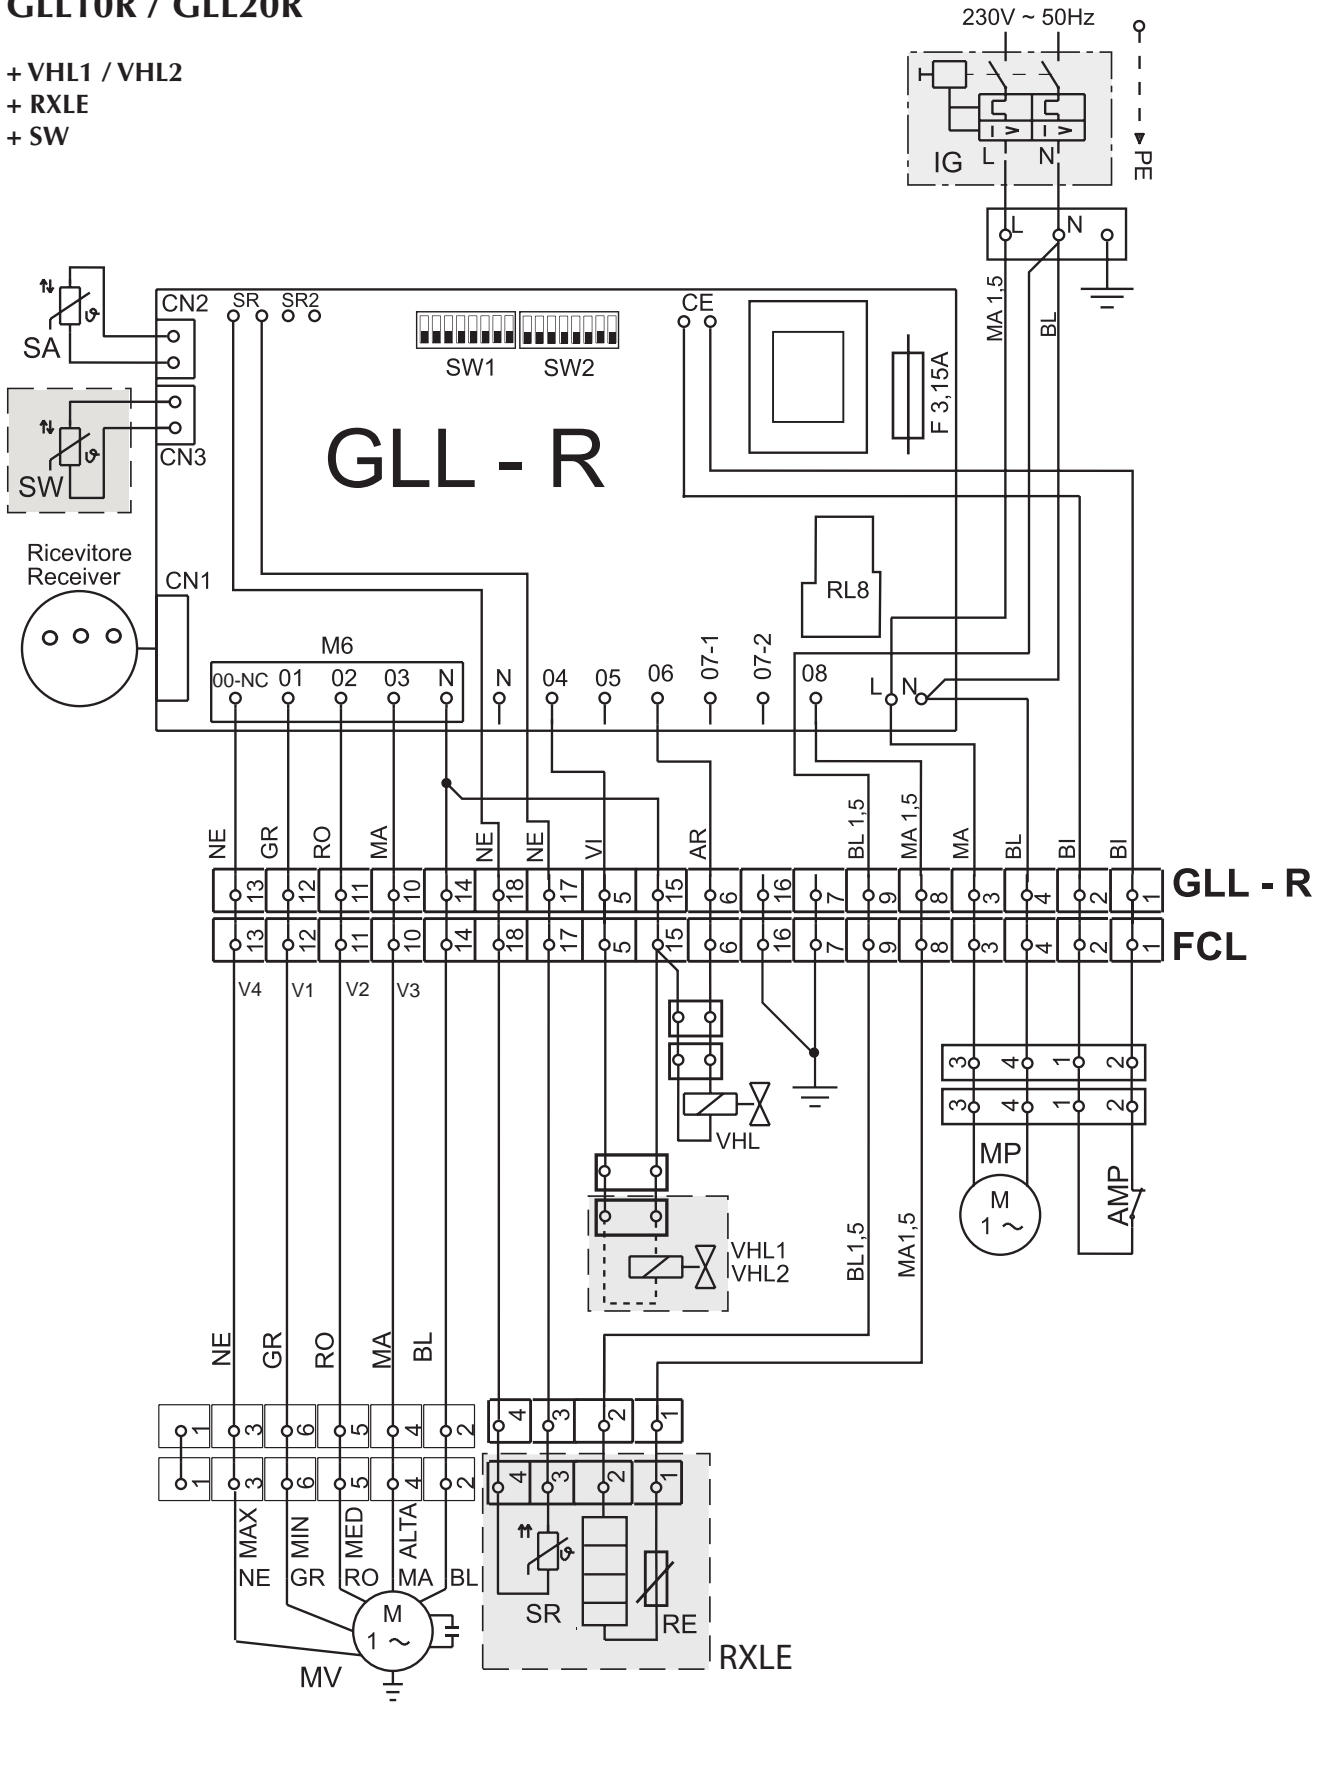 GLL10R / GLL20R
+ VHL1 / VHL2
+ RXLE
+ SW
230V ~ 50Hz
PE
IG
L
N
L
N
MA 1,5
BL
SA
CN2
SR
SR2
SW1
SW2
CE
F 3,15A
SW
CN3
GLL - R
Ricevitore
Receiver
CN1
RL8
M6
00-NC 01 02 03 N N 04 05 06 07-1 07-2 08 L N
NE GR RO MA NE NE VI AR BL 1,5 MA 1,5 MA BL BI BI
13 12 11 10 14 18 17 5 15 6 16 7 9 8 3 4 2 1 GLL - R
13 12 11 10 14 18 17 5 15 6 16 7 9 8 3 4 2 1 FCL
V4 V1 V2 V3
3 4 1 2
3 4 1 2
VHL
MP
M
1 ~
AMP
VHL1
VHL2
BL1,5
MA1,5
NE GR RO MA BL
1 3 6 5 4 2
4 3 2 1
1 3 6 5 4 2
4 3 2 1
MAX MIN MED ALTA
NE GR RO MA BL
M
1 ~
MV
SR
RE
RXLE